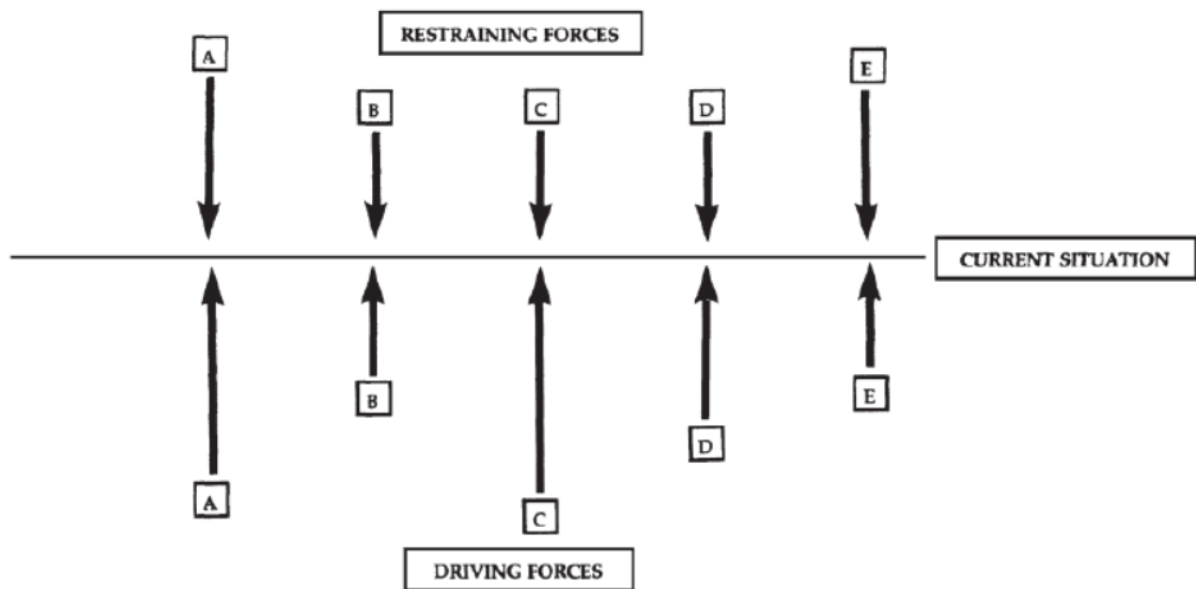 RESTRAINING FORCES
A
B
C
D
E
CURRENT SITUATION
A
B
C
D
E
DRIVING FORCES